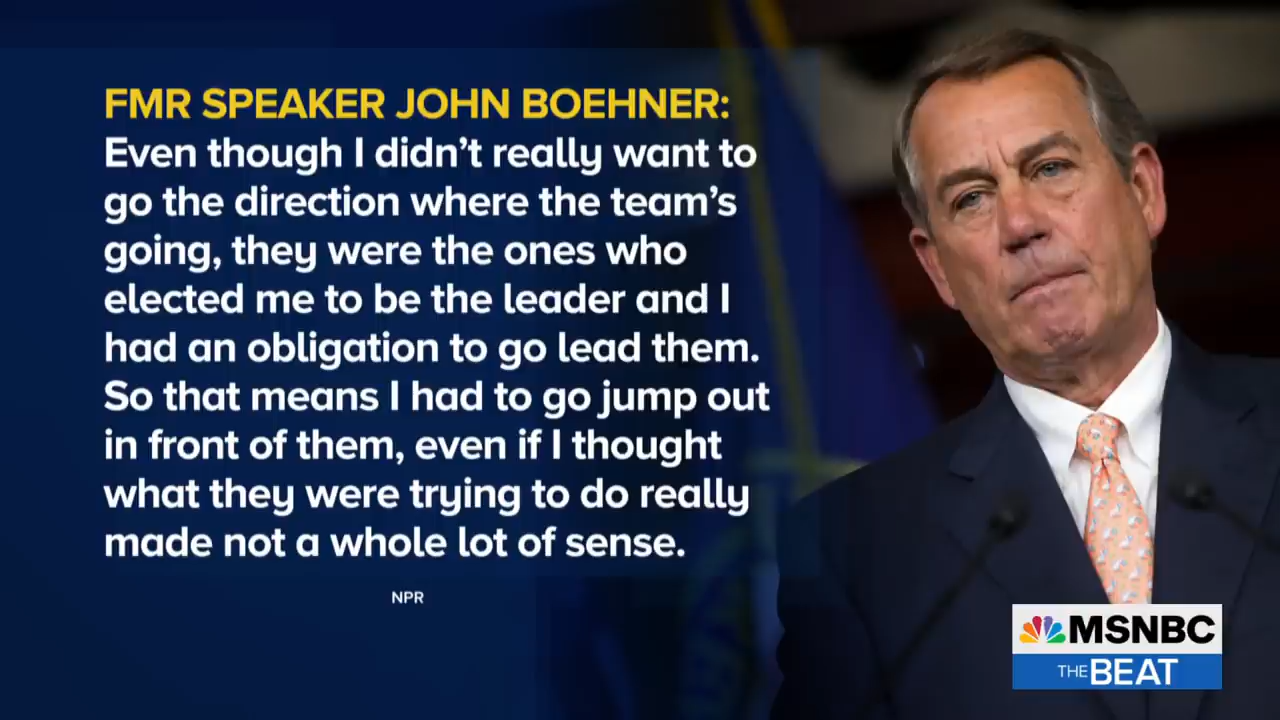 FMR SPEAKER JOHN BOEHNER:
Even though I didn’t really want to
go the direction where the team’s
going, they were the ones who
elected me to be the leader and I
had an obligation to go lead them.
So that means I had to go jump out
in front of them, even if I thought
what they were trying to do really
made not a whole lot of sense.
NPR
MSNBC
THE BEAT